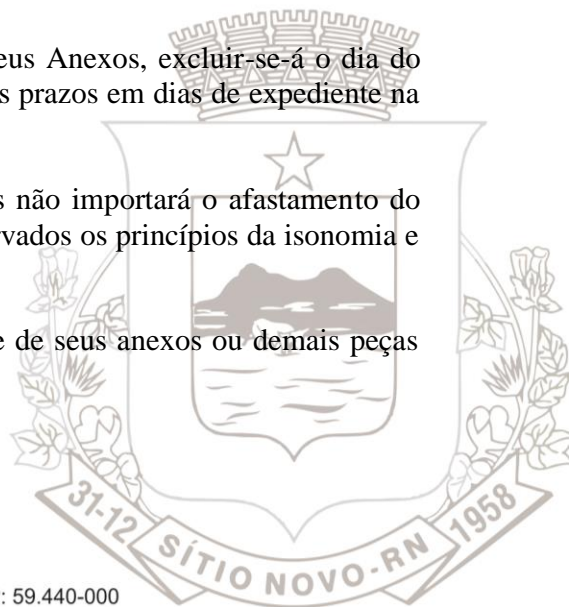 eus Anexos, excluir-se-á o dia do
s prazos em dias de expediente na
s não importará o afastamento do
rvados os princípios da isonomia e
e de seus anexos ou demais peças
31-12 SÍTIO NOVO-RN 1958
: 59.440-000